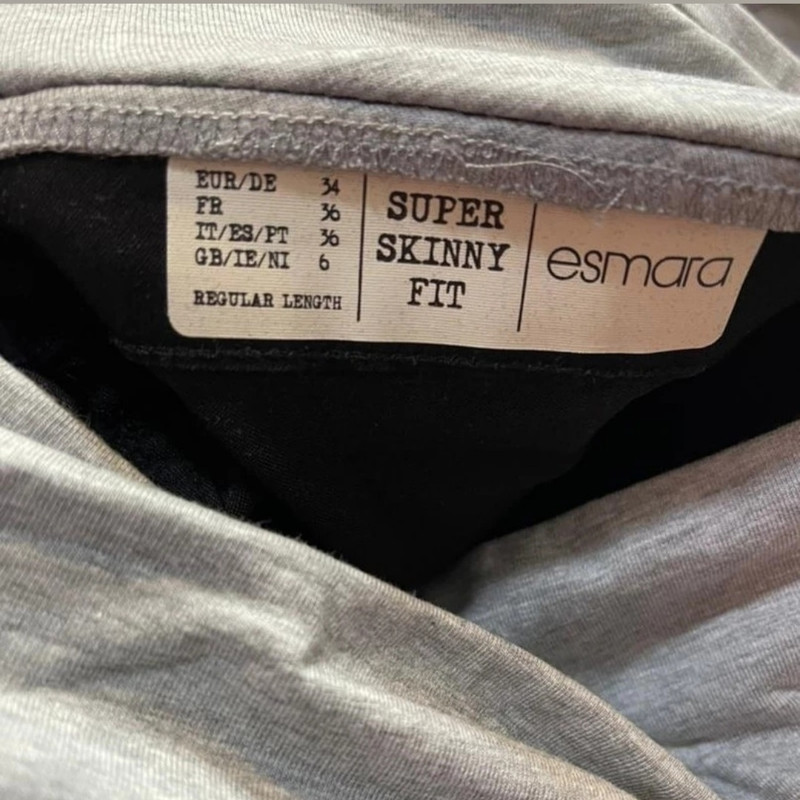 EUR/DE 34
FR 36
IT/ES/PT 36
GB/IE/NI 6
REGULAR LENGTH
SUPER
SKINNY
FIT
esmara